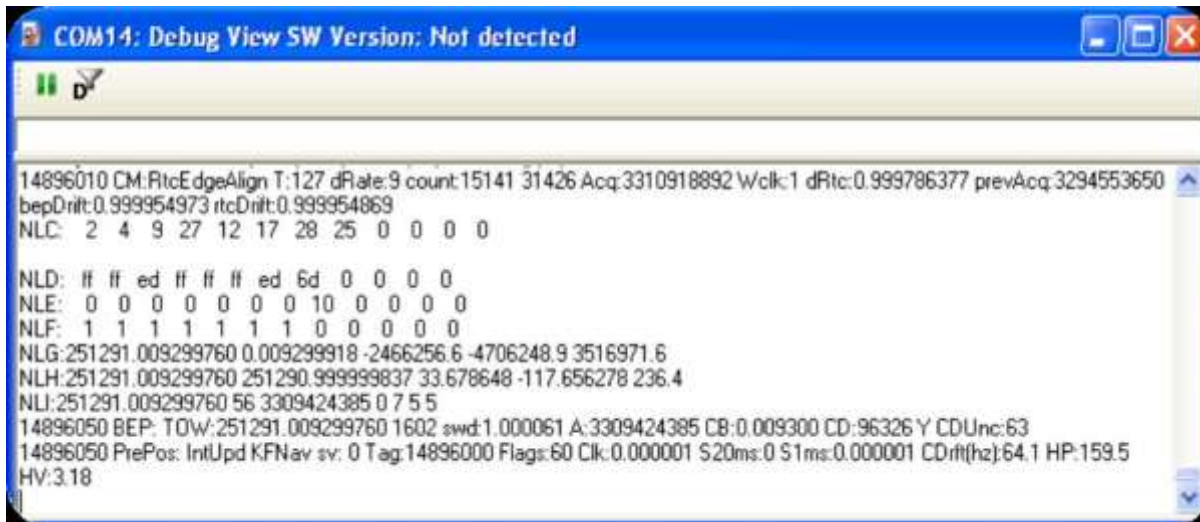 COM14: Debug View SW Version: Not detected
D
14896010 CM:RtcEdgeAlign T:127 dRate:9 count:15141 31426 Acq:3310918892 Wclk:1 dRtc:0.999786377 prevAcq:3294553650
bepDrift:0.999954973 rtcDrift:0.999954869
NLC: 2 4 9 27 12 17 28 25 0 0 0 0
NLD: ff ff ed ff ff ff ed 6d 0 0 0 0
NLE: 0 0 0 0 0 0 0 10 0 0 0 0
NLF: 1 1 1 1 1 1 1 0 0 0 0 0
NLG:251291.009299760 0.009299918 -2466256.6 -4706248.9 3516971.6
NLH:251291.009299760 251290.999999837 33.678648 -117.656278 236.4
NLI:251291.009299760 56 3309424385 0 7 5 5
14896050 BEP: TOW:251291.009299760 1602 swd:1.000061 A:3309424385 CB:0.009300 CD:96326 Y CDUnc:63
14896050 PrePos: IntUpd KFNav sv: 0 Tag:14896000 Flags:60 Clk:0.000001 S20ms:0 S1ms:0.000001 CDrft(hz):64.1 HP:159.5
HV:3.18